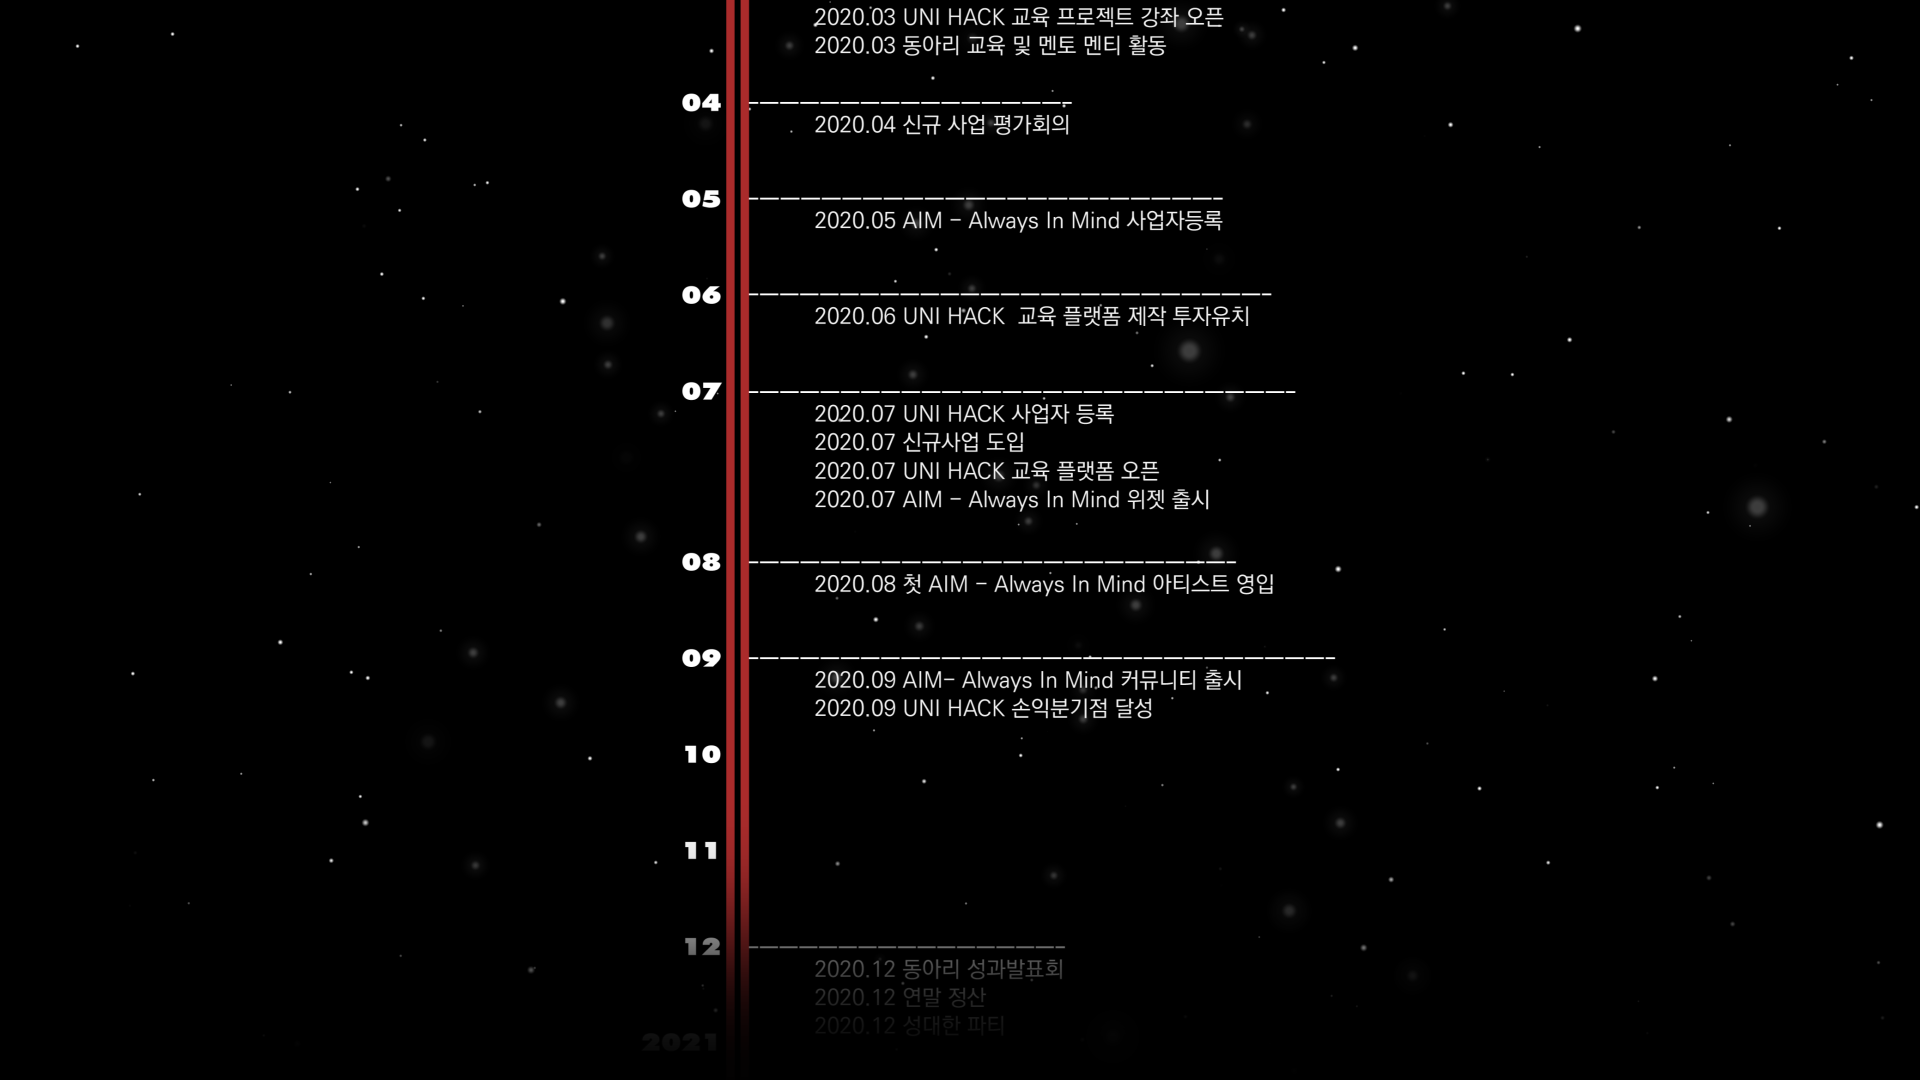 2020.03 UNI HACK 교육 프로젝트 강좌 오픈
2020.03 동아리 교육 및 멘토 멘티 활동
04
2020.04 신규 사업 평가회의
05
2020.05 AIM - Always In Mind 사업자등록
06
2020.06 UNI HACK 교육 플랫폼 제작 투자유치
07
2020.07 UNI HACK 사업자 등록
2020.07 신규사업 도입
2020.07 UNI HACK 교육 플랫폼 오픈
2020.07 AIM - Always In Mind 위젯 출시
08
2020.08 첫 AIM - Always In Mind 아티스트 영입
09
2020.09 AIM- Always In Mind 커뮤니티 출시
2020.09 UNI HACK 손익분기점 달성
10
11
12
2020.12 동아리 성과발표회
2020.12 연말 정산
2020.12 성대한 파티
2021